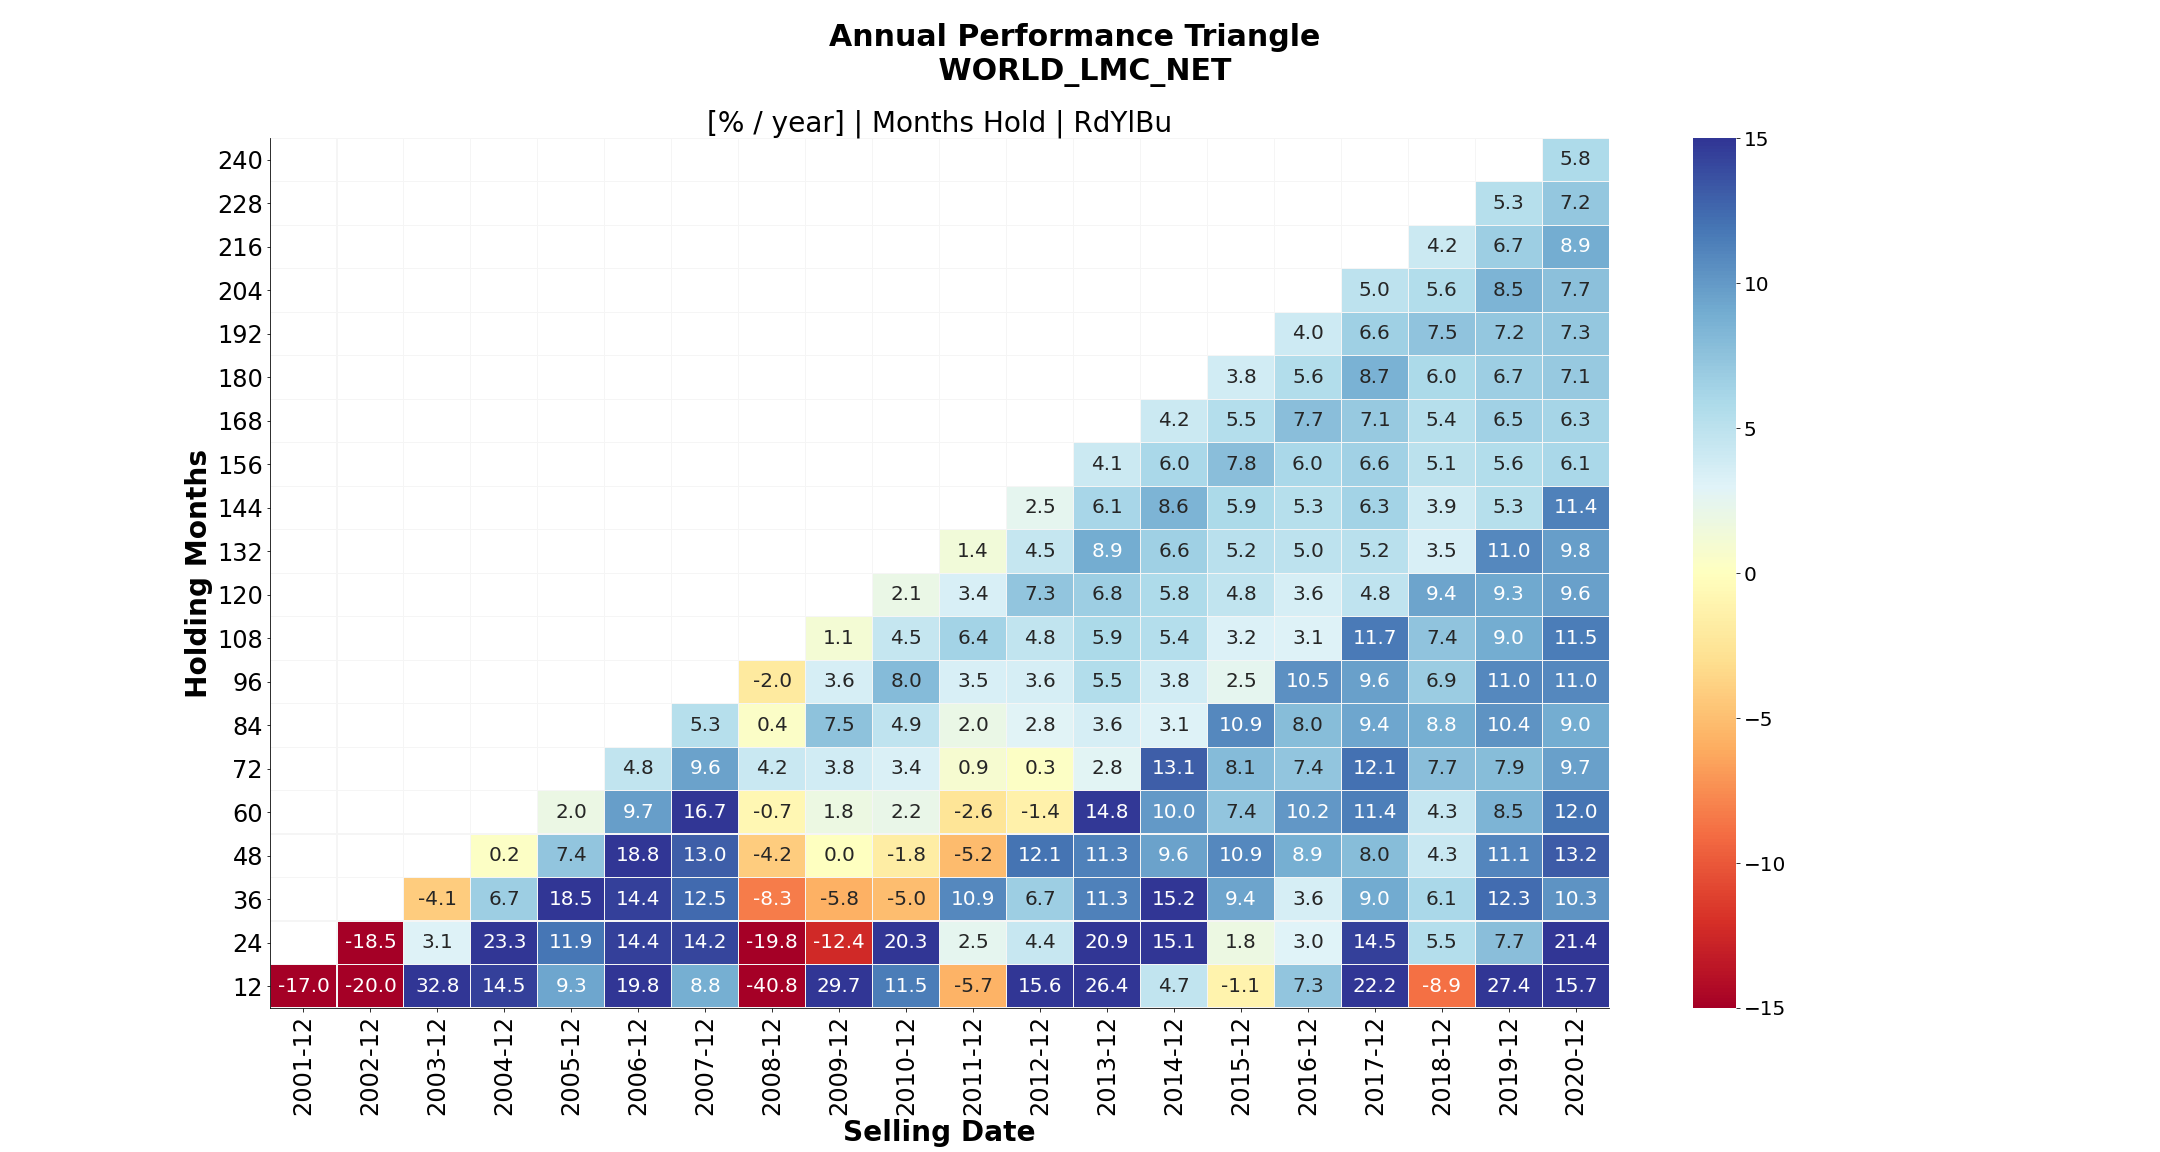 Annual Performance Triangle
WORLD_LMC_NET
[% / year] | Months Hold | RdYlBu
Holding Months
240 5.8
228 5.3 7.2
216 4.2 6.7 8.9
204 5.0 5.6 8.5 7.7
192 4.0 6.6 7.5 7.2 7.3
180 3.8 5.6 8.7 6.0 6.7 7.1
168 4.2 5.5 7.7 7.1 5.4 6.5 6.3
156 4.1 6.0 7.8 6.0 6.6 5.1 5.6 6.1
144 2.5 6.1 8.6 5.9 5.3 6.3 3.9 5.3 11.4
132 1.4 4.5 8.9 6.6 5.2 5.0 5.2 3.5 11.0 9.8
120 2.1 3.4 7.3 6.8 5.8 4.8 3.6 4.8 9.4 9.3 9.6
108 1.1 4.5 6.4 4.8 5.9 5.4 3.2 3.1 11.7 7.4 9.0 11.5
96 -2.0 3.6 8.0 3.5 3.6 5.5 3.8 2.5 10.5 9.6 6.9 11.0 11.0
84 5.3 0.4 7.5 4.9 2.0 2.8 3.6 3.1 10.9 8.0 9.4 8.8 10.4 9.0
72 4.8 9.6 4.2 3.8 3.4 0.9 0.3 2.8 13.1 8.1 7.4 12.1 7.7 7.9 9.7
60 2.0 9.7 16.7 -0.7 1.8 2.2 -2.6 -1.4 14.8 10.0 7.4 10.2 11.4 4.3 8.5 12.0
48 0.2 7.4 18.8 13.0 -4.2 0.0 -1.8 -5.2 12.1 11.3 9.6 10.9 8.9 8.0 4.3 11.1 13.2
36 -4.1 6.7 18.5 14.4 12.5 -8.3 -5.8 -5.0 10.9 6.7 11.3 15.2 9.4 3.6 9.0 6.1 12.3 10.3
24 -18.5 3.1 23.3 11.9 14.4 14.2 -19.8 -12.4 20.3 2.5 4.4 20.9 15.1 1.8 3.0 14.5 5.5 7.7 21.4
12 -17.0 -20.0 32.8 14.5 9.3 19.8 8.8 -40.8 29.7 11.5 -5.7 15.6 26.4 4.7 -1.1 7.3 22.2 -8.9 27.4 15.7
2001-12 2002-12 2003-12 2004-12 2005-12 2006-12 2007-12 2008-12 2009-12 2010-12 2011-12 2012-12 2013-12 2014-12 2015-12 2016-12 2017-12 2018-12 2019-12 2020-12
Selling Date
15
10
5
0
−5
−10
−15